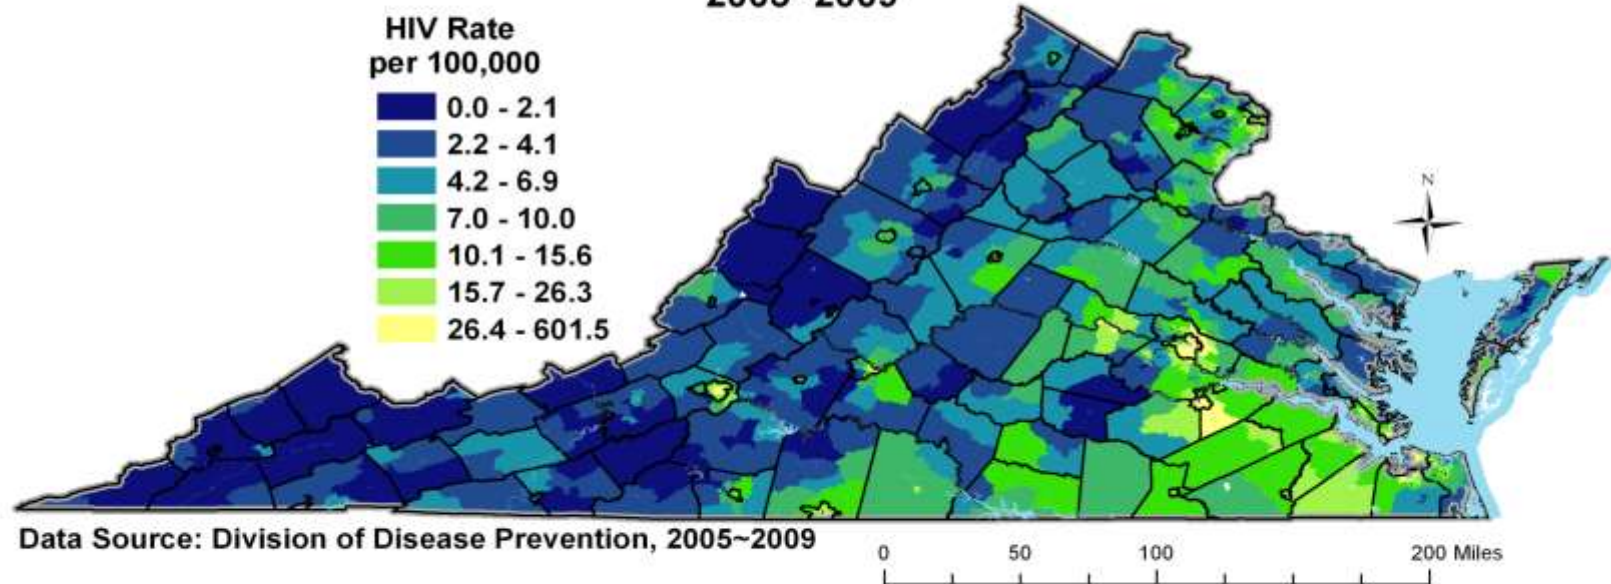 HIV Rate
per 100,000
0.0 - 2.1
2.2 - 4.1
4.2 - 6.9
7.0 - 10.0
10.1 - 15.6
15.7 - 26.3
26.4 - 601.5
N
Data Source: Division of Disease Prevention, 2005~2009
0 50 100 200 Miles